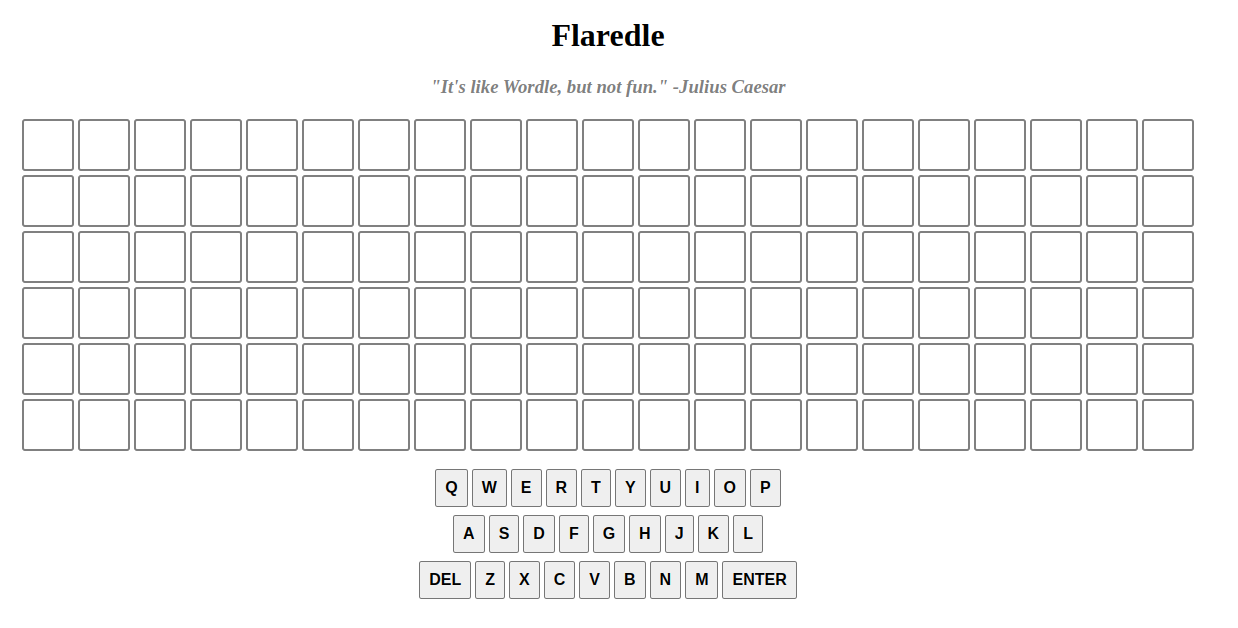 Flaredle
"It's like Wordle, but not fun." -Julius Caesar
Q W E R T Y U I O P
A S D F G H J K L
DEL Z X C V B N M ENTER